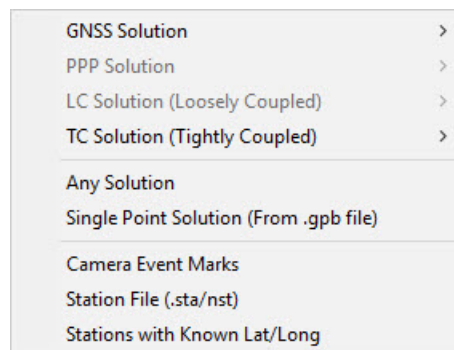 GNSS Solution
PPP Solution
LC Solution (Loosely Coupled)
TC Solution (Tightly Coupled)
Any Solution
Single Point Solution (From .gpb file)
Camera Event Marks
Station File (.sta/nst)
Stations with Known Lat/Long